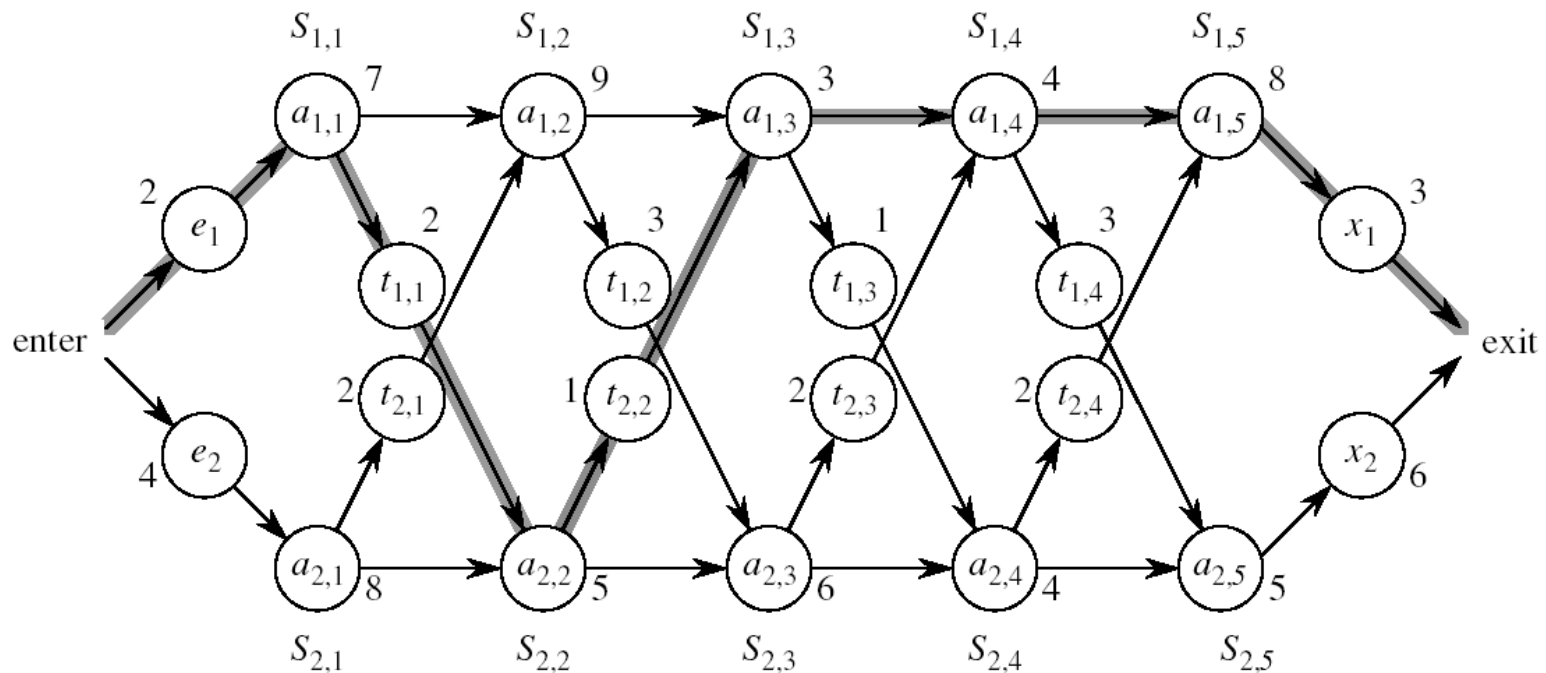 S1,1 S1,2 S1,3 S1,4 S1,5
7 9 3 4 8
a1,1 a1,2 a1,3 a1,4 a1,5
2 3
e1 2 3 1 3 x1
t1,1 t1,2 t1,3 t1,4
enter exit
2 t2,1 1 t2,2 2 t2,3 2 t2,4
e2 x2
4 6
a2,1 a2,2 a2,3 a2,4 a2,5
8 5 6 4 5
S2,1 S2,2 S2,3 S2,4 S2,5